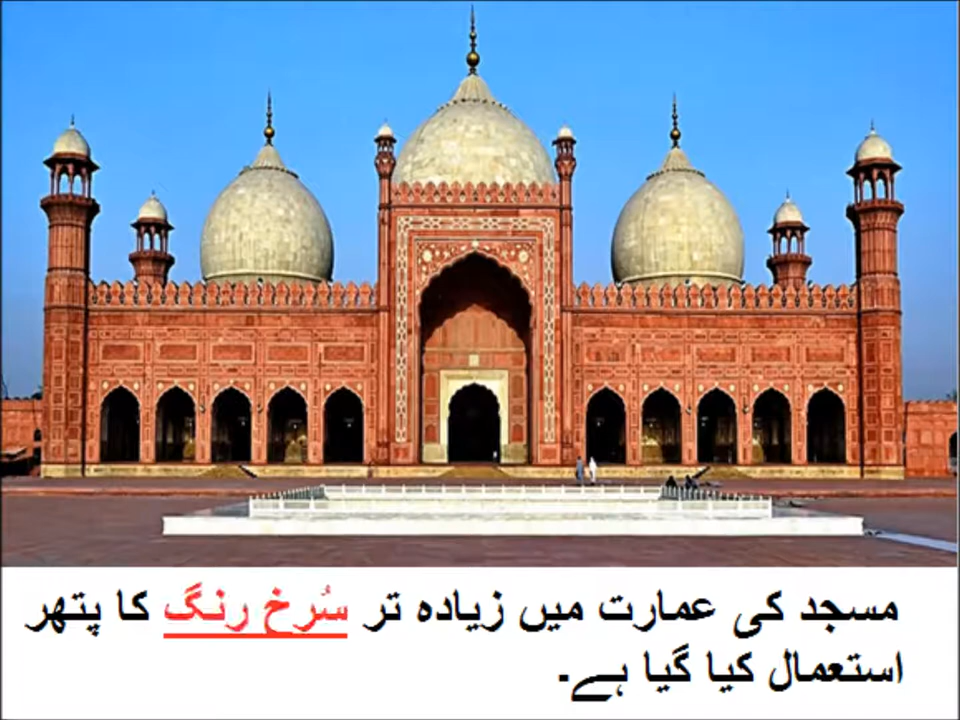 مسجد کی عمارت میں زیادہ تر سُرخ رنگ کا پتھر
استعمال کیا گیا ہے۔